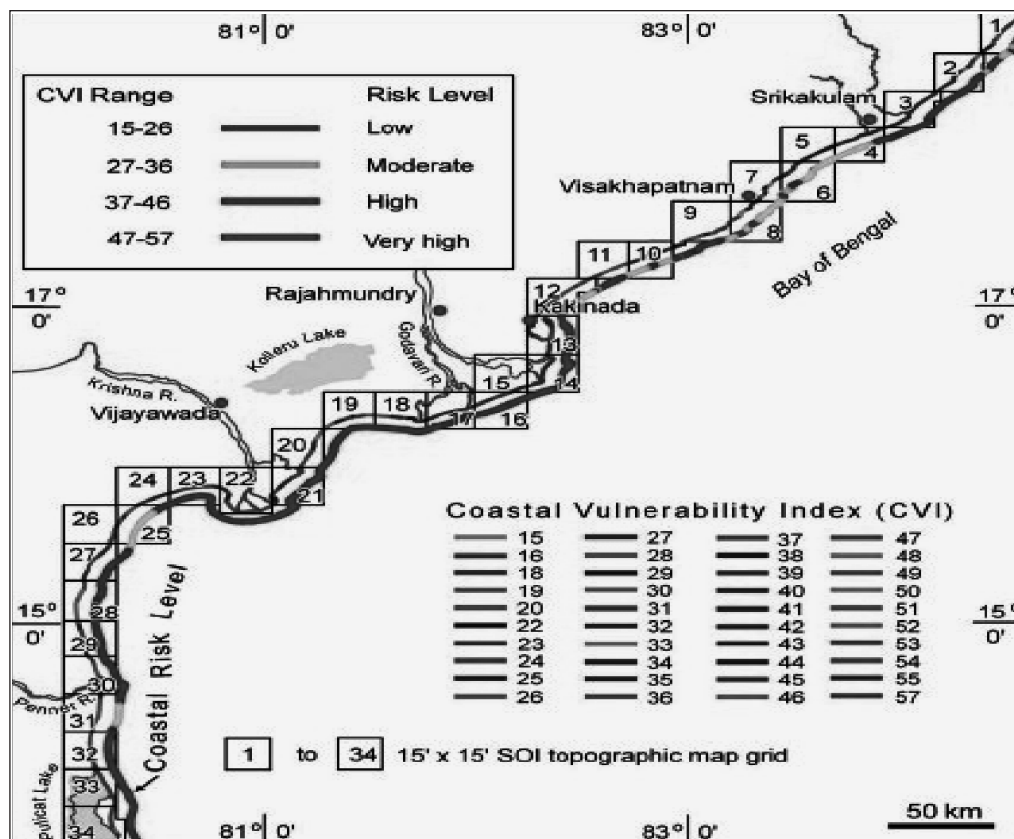 81° 0'
83° 0'
1
2
Srikakulam
3
CVI Range Risk Level
15-26 Low
27-36 Moderate
37-46 High
47-57 Very high
5
4
7
Visakhapatnam
6
9
8
Bay of Bengal
11
10
12
Rajahmundry
17° 0'
17° 0'
Kakinada
Kolleru Lake
Godavari R.
13
Krishna R.
15
14
Vijayawada
19
18
17
16
20
24
23
22
21
26
25
27
Coastal Vulnerability Index (CVI)
15 27 37 47
16 28 38 48
18 29 39 49
19 30 40 50
20 31 41 51
22 32 42 52
23 33 43 53
24 34 44 54
25 35 45 55
26 36 46 57
28
15° 0'
15° 0'
29
Coastal Risk Level
30
Penner R.
31
32
1 to 34 15' x 15' SOI topographic map grid
33
Pulicat Lake
34
81° 0'
83° 0'
50 km